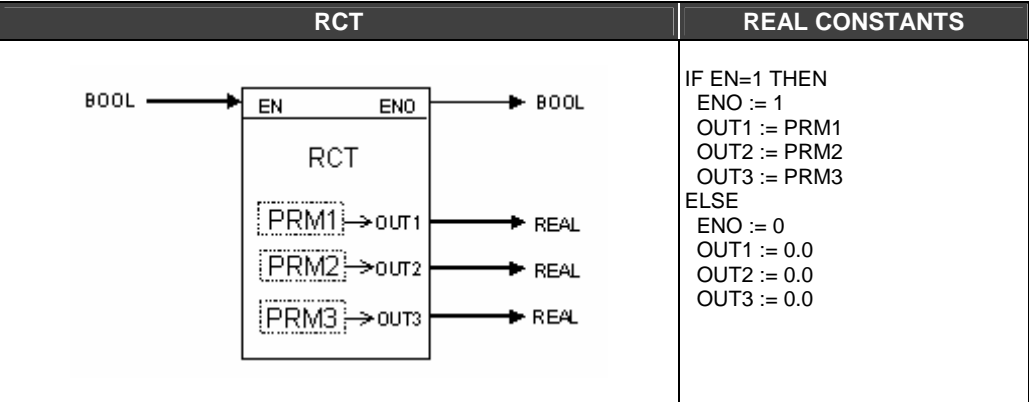 RCT
REAL CONSTANTS
BOOL EN ENO BOOL
RCT
PRM1 OUT1 REAL
PRM2 OUT2 REAL
PRM3 OUT3 REAL
IF EN=1 THEN
ENO := 1
OUT1 := PRM1
OUT2 := PRM2
OUT3 := PRM3
ELSE
ENO := 0
OUT1 := 0.0
OUT2 := 0.0
OUT3 := 0.0